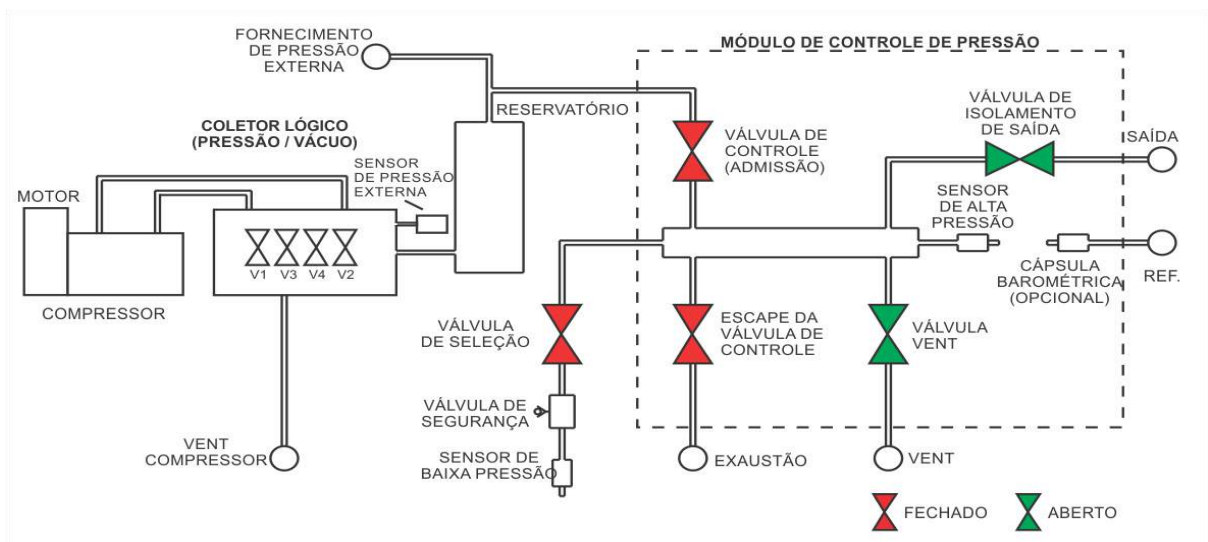 FORNECIMENTO
DE PRESSÃO
EXTERNA
MÓDULO DE CONTROLE DE PRESSÃO
RESERVATÓRIO
COLETOR LÓGICO
(PRESSÃO / VÁCUO)
SENSOR
DE PRESSÃO
EXTERNA
MOTOR
V1 V3 V4 V2
COMPRESSOR
VENT
COMPRESSOR
VÁLVULA DE
CONTROLE
(ADMISSÃO)
VÁLVULA DE
ISOLAMENTO
DE SAÍDA
SAÍDA
SENSOR
DE ALTA
PRESSÃO
CÁPSULA
BAROMÉTRICA
(OPCIONAL)
REF.
VÁLVULA
DE SELEÇÃO
ESCAPE DA
VÁLVULA DE
CONTROLE
VÁLVULA
VENT
VÁLVULA DE
SEGURANÇA
SENSOR DE
BAIXA PRESSÃO
EXAUSTÃO
VENT
FECHADO
ABERTO